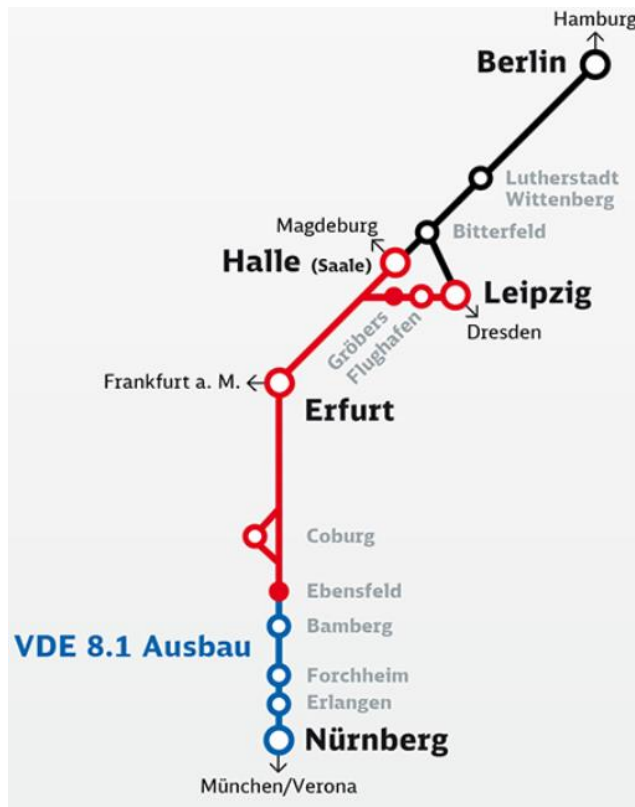 Hamburg
Berlin
Lutherstadt
Wittenberg
Bitterfeld
Magdeburg
Halle (Saale)
Leipzig
Gröbers
Flughafen
Dresden
Frankfurt a. M.
Erfurt
Coburg
Ebensfeld
Bamberg
VDE 8.1 Ausbau
Forchheim
Erlangen
Nürnberg
München/Verona